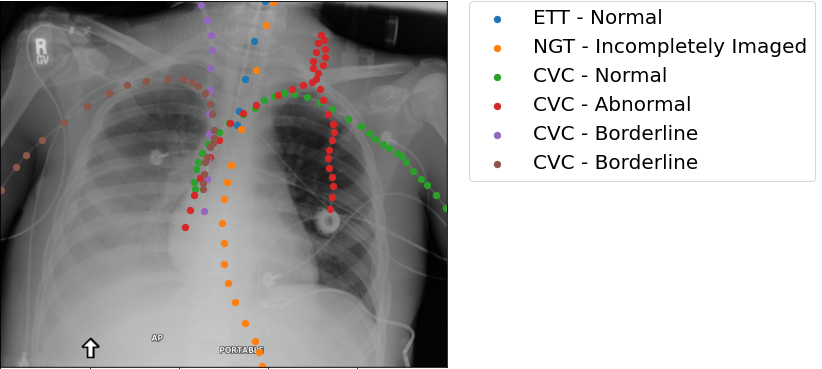 R
GV
AP
PORTABLE
ETT - Normal
NGT - Incompletely Imaged
CVC - Normal
CVC - Abnormal
CVC - Borderline
CVC - Borderline